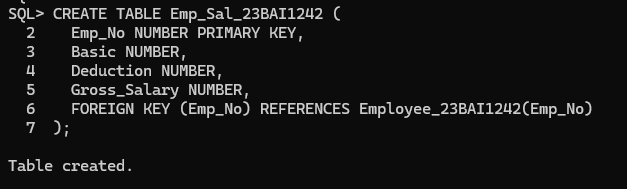 SQL> CREATE TABLE Emp_Sal_23BAI1242 (
  2    Emp_No NUMBER PRIMARY KEY,
  3    Basic NUMBER,
  4    Deduction NUMBER,
  5    Gross_Salary NUMBER,
  6    FOREIGN KEY (Emp_No) REFERENCES Employee_23BAI1242(Emp_No)
  7  );
Table created.